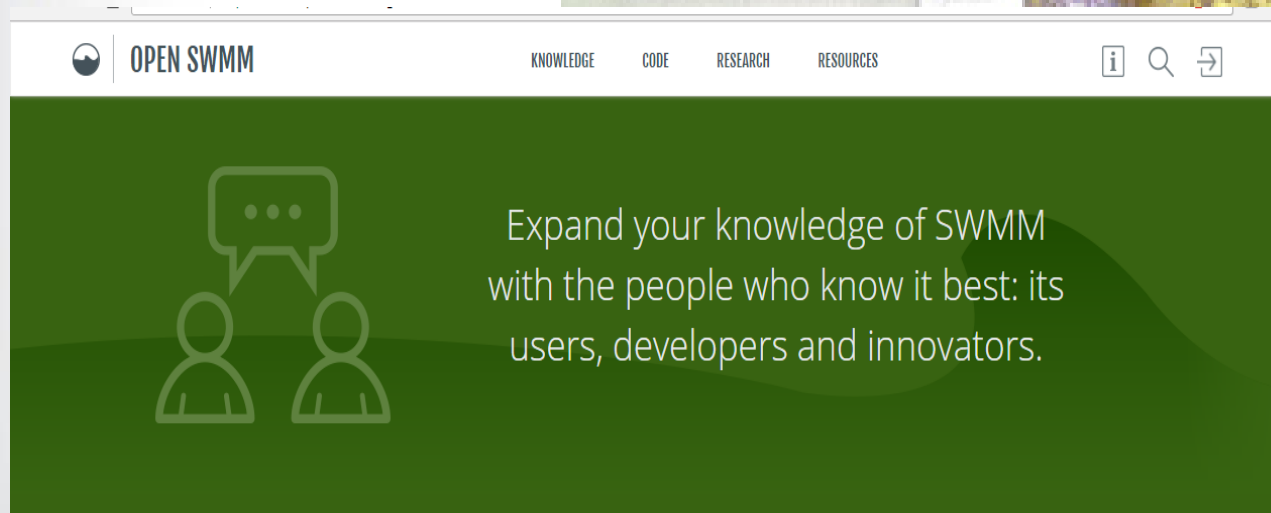 OPEN SWMM
KNOWLEDGE CODE RESEARCH RESOURCES
Expand your knowledge of SWMM
with the people who know it best: its
users, developers and innovators.